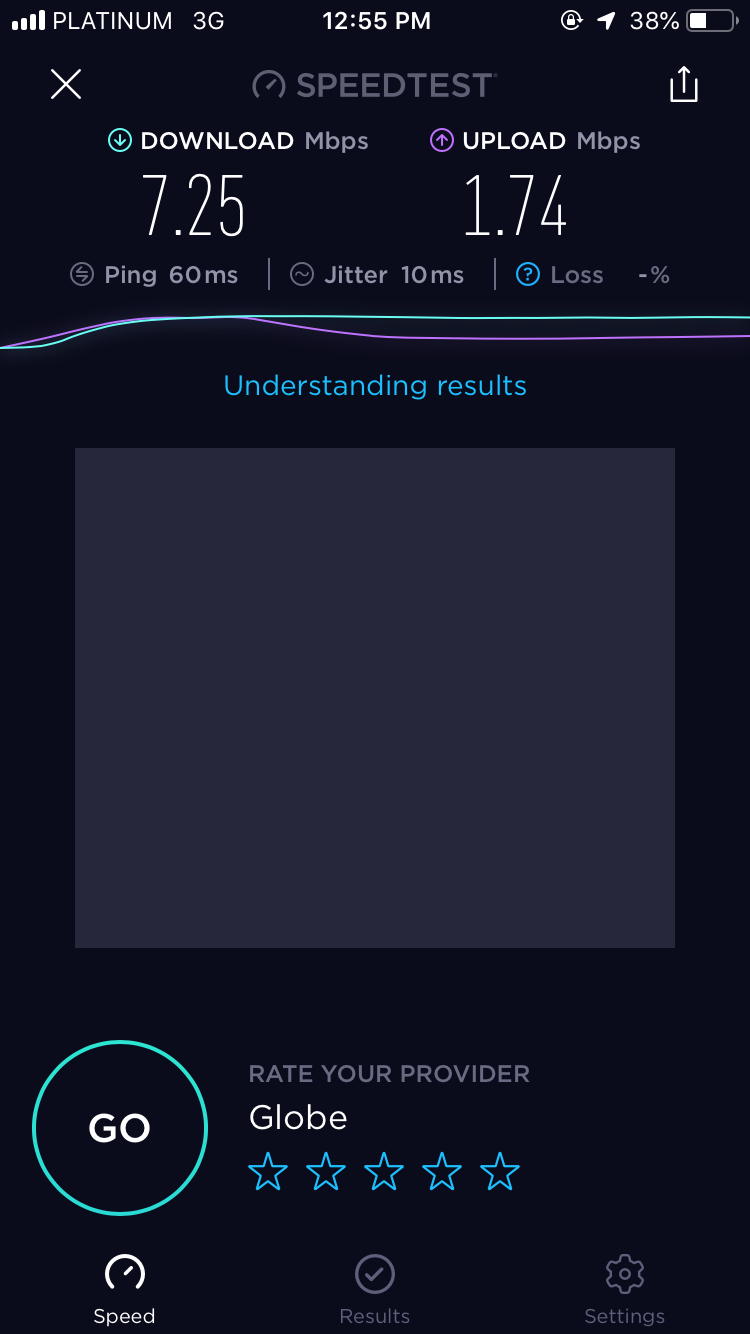 PLATINUM 3G 12:55 PM 38%
SPEEDTEST
DOWNLOAD Mbps UPLOAD Mbps
7.25 1.74
Ping 60ms Jitter 10ms ? Loss -%
Understanding results
RATE YOUR PROVIDER
GO
Globe
Speed Results Settings